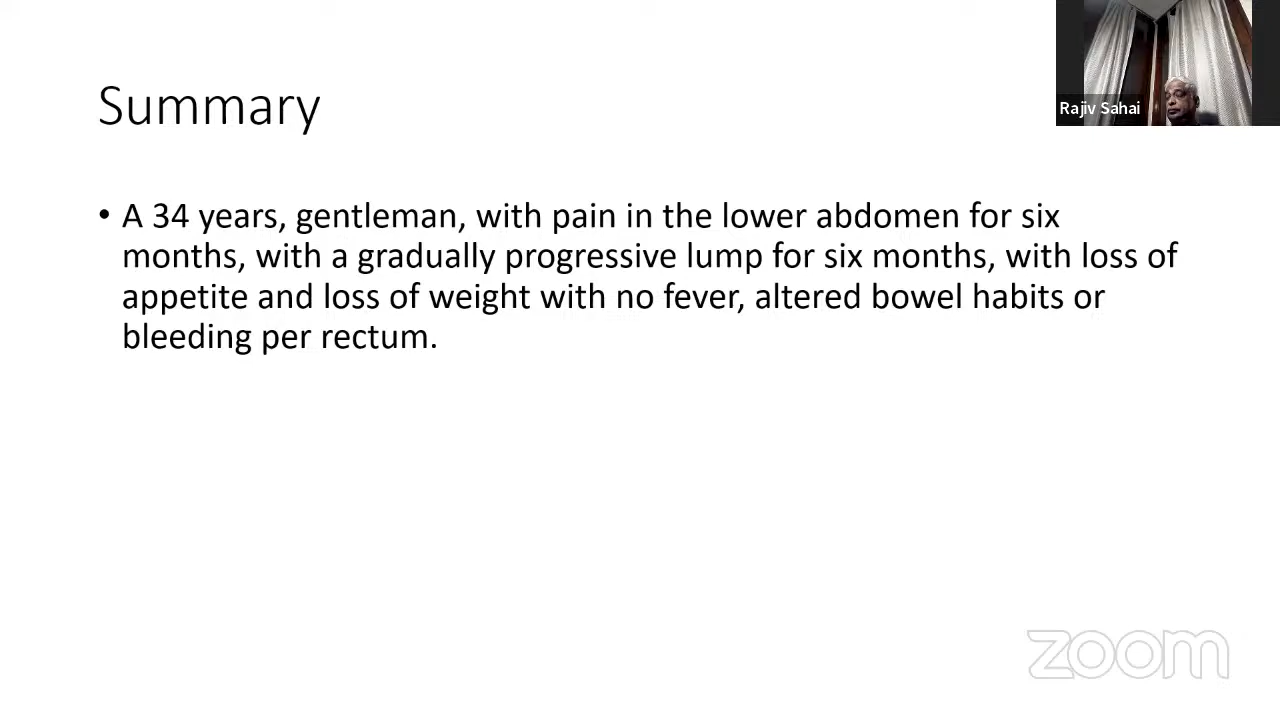 Rajiv Sahai
Summary
• A 34 years, gentleman, with pain in the lower abdomen for six
months, with a gradually progressive lump for six months, with loss of
appetite and loss of weight with no fever, altered bowel habits or
bleeding per rectum.
zoom